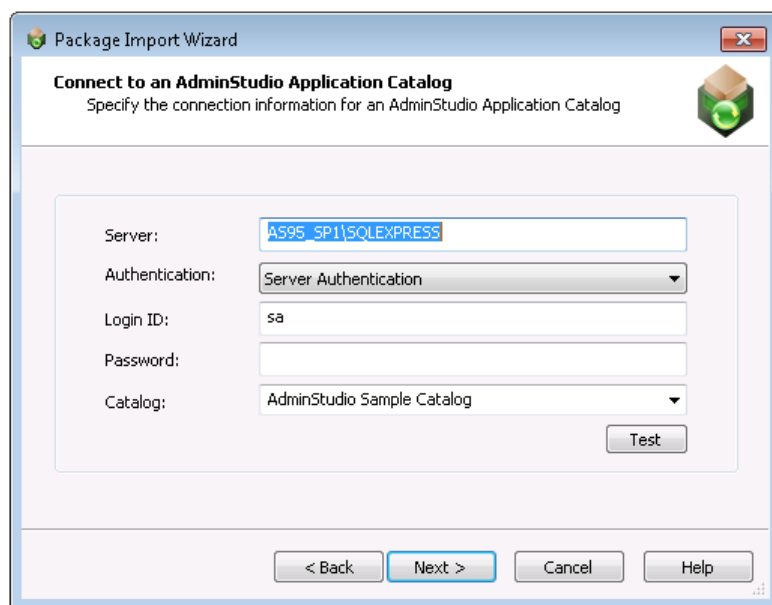 Package Import Wizard
Connect to an AdminStudio Application Catalog
Specify the connection information for an AdminStudio Application Catalog
Server: AS95_SP1\SQLEXPRESS
Authentication: Server Authentication
Login ID: sa
Password:
Catalog: AdminStudio Sample Catalog
Test
< Back Next > Cancel Help